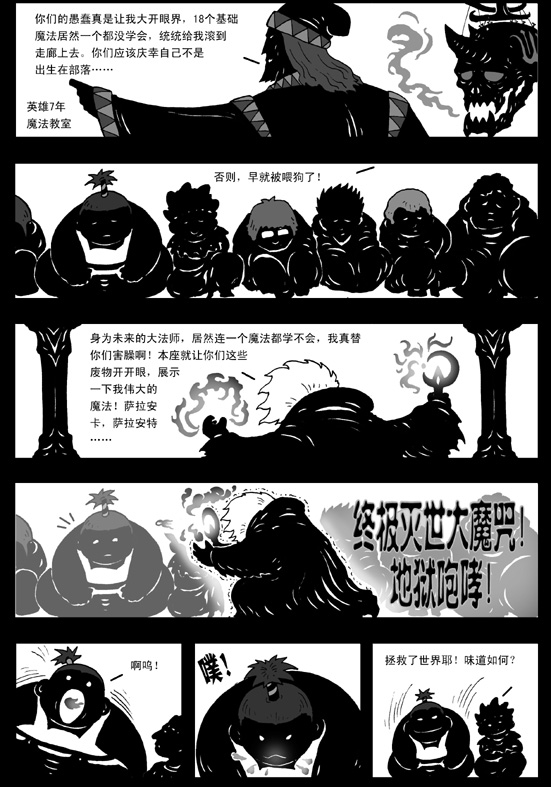 你们的愚蠢真是让我大开眼界，18个基础
魔法居然一个都没学会，统统给我滚到
走廊上去。你们应该庆幸自己不是
出生在部落……
英雄7年
魔法教室
否则，早就被喂狗了！
身为未来的大法师，居然连一个魔法都学不会，我真替
你们害臊啊！本座就让你们这些
废物开开眼，展示
一下我伟大的
魔法！萨拉安
卡，萨拉安特
……
终极灭世大魔咒！
地狱咆哮！
啊呜！
噗！
拯救了世界耶！味道如何？